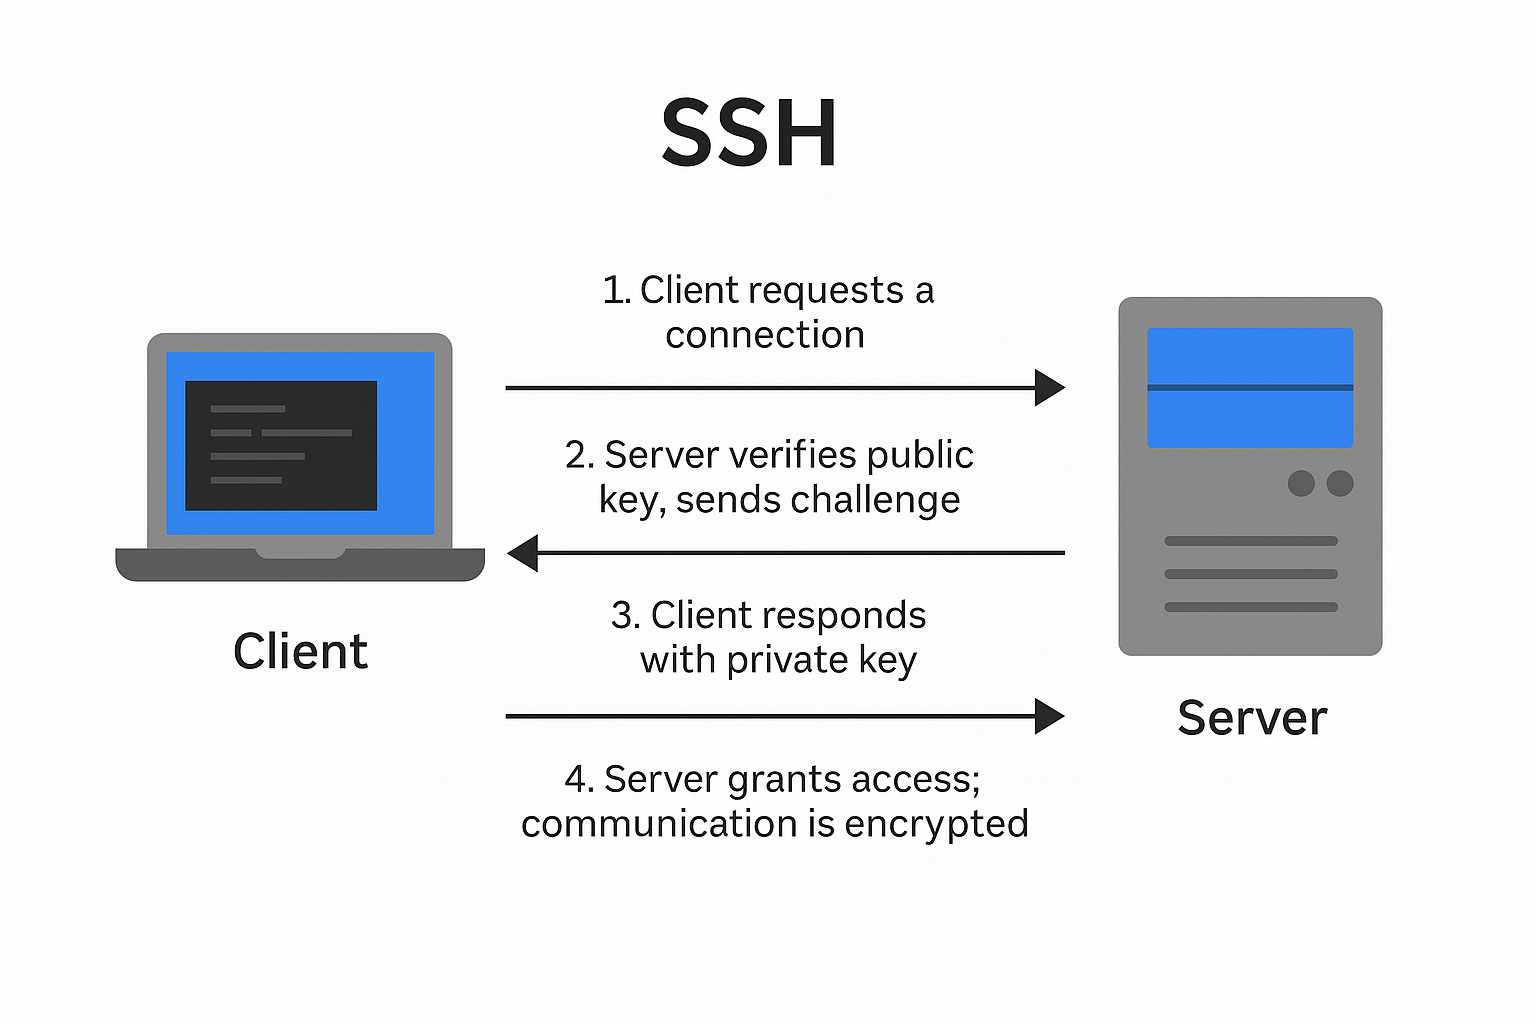 SSH
1. Client requests a
connection
2. Server verifies public
key, sends challenge
3. Client responds
with private key
4. Server grants access;
communication is encrypted
Client
Server